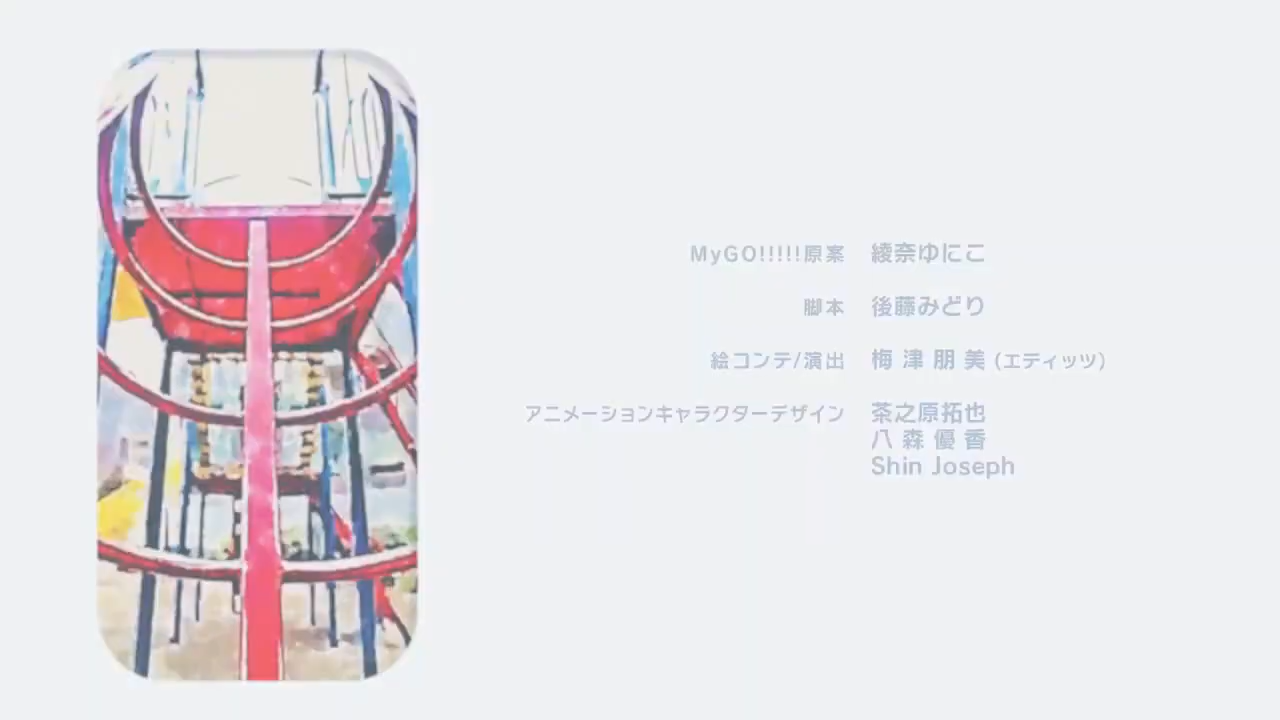 MyGO!!!!!原案 綾奈ゆにこ
脚本 後藤みどり
絵コンテ/演出 梅津朋美 (エディッツ)
アニメーションキャラクターデザイン 茶之原拓也
八森優香
Shin Joseph